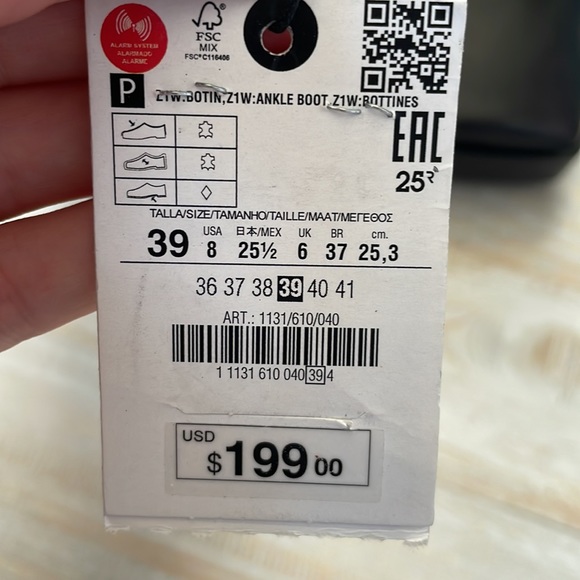 ALARM SYSTEM
ALARMADO
ALARME
FSC
MIX
FSC® C116406
P Z1W:BOTIN,Z1W:ANKLE BOOT,Z1W:BOTTINES
EAC
25
TALLA/SIZE/TAMANHO/TAILLE/MAAT/ΜΕΓΕΘΟΣ
USA 日本/MEX UK BR cm.
39 8 25½ 6 37 25,3
36 37 38 39 40 41
ART.: 1131/610/040
1 1131 610 040 39 4
USD
$199 00